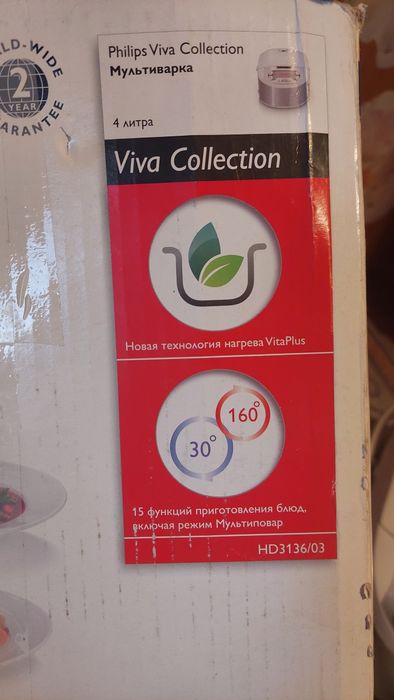 2
YEAR
Philips Viva Collection
Мультиварка
4 литра
Viva Collection
Новая технология нагрева VitaPlus
160°
30°
15 функций приготовления блюд,
включая режим Мультиповар
HD3136/03